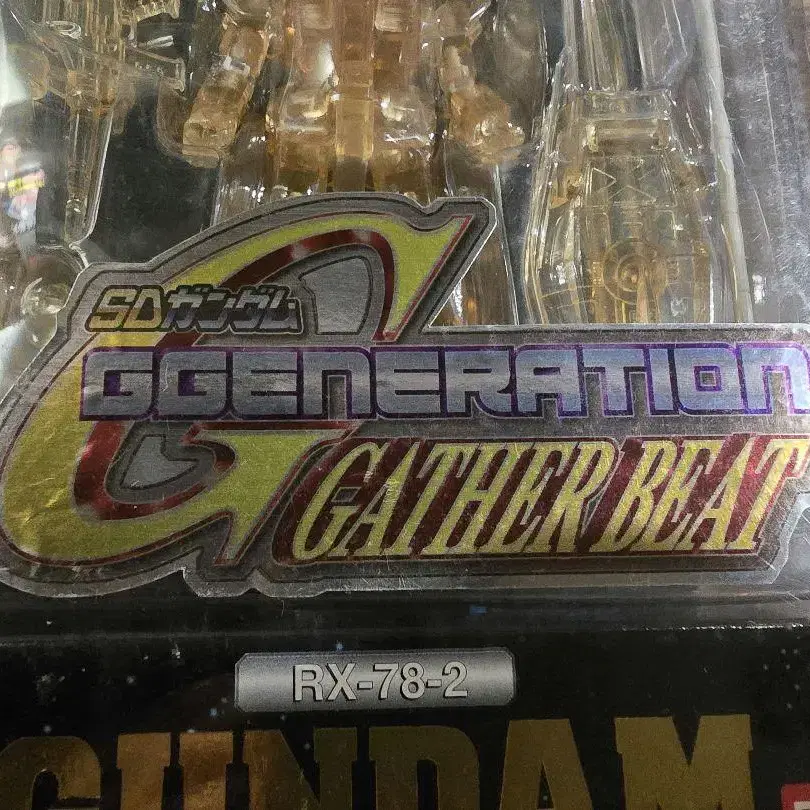 SDガンダム
GGENERATION
GATHER BEAT
RX-78-2
GUNDAM